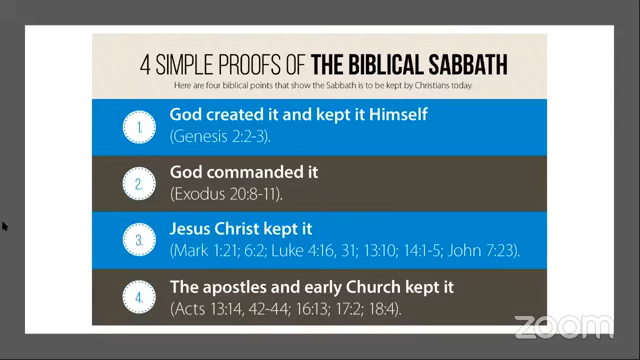 4 SIMPLE PROOFS OF THE BIBLICAL SABBATH
Here are four biblical points that show the Sabbath is to be kept by Christians today.
1.
God created it and kept it Himself
(Genesis 2:2-3).
2.
God commanded it
(Exodus 20:8-11).
3.
Jesus Christ kept it
(Mark 1:21; 6:2; Luke 4:16, 31; 13:10; 14:1-5; John 7:23).
4.
The apostles and early Church kept it
(Acts 13:14, 42-44; 16:13; 17:2; 18:4).
zoom